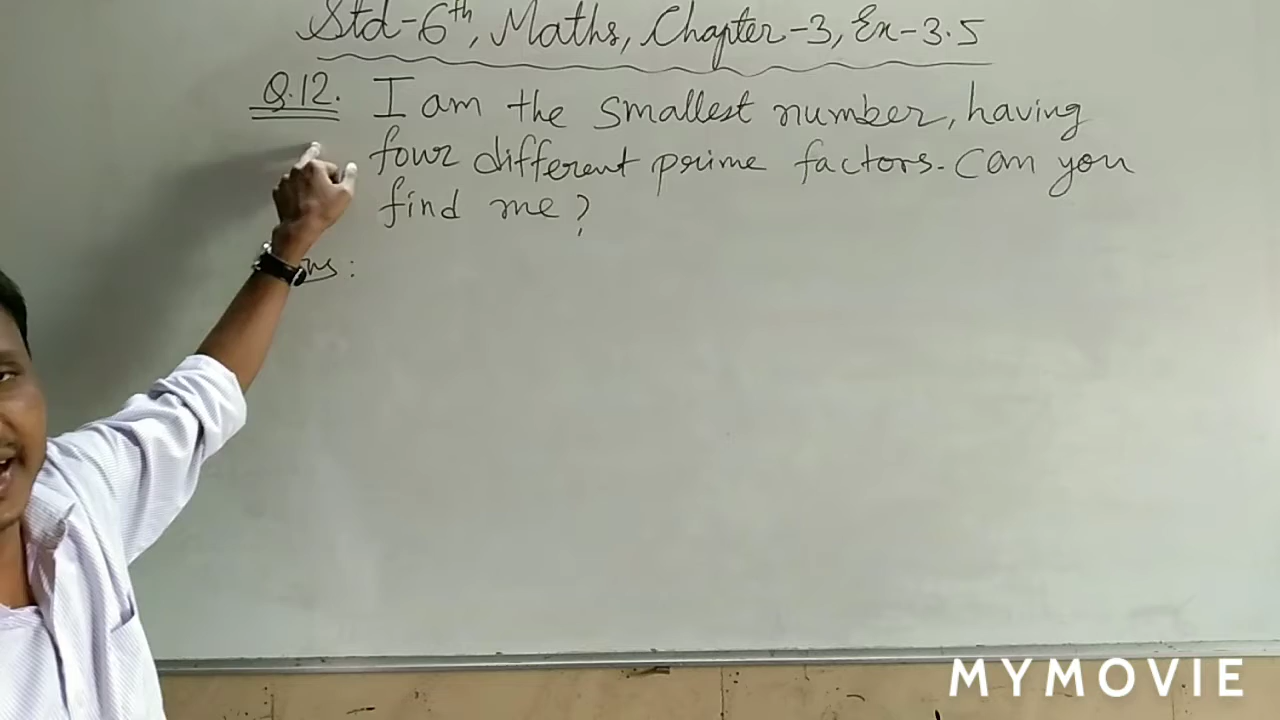 Std-6th, Maths, Chapter-3, Ex-3.5
Q.12. I am the smallest number, having
four different prime factors. Can you
find me?
ns:
MYMOVIE